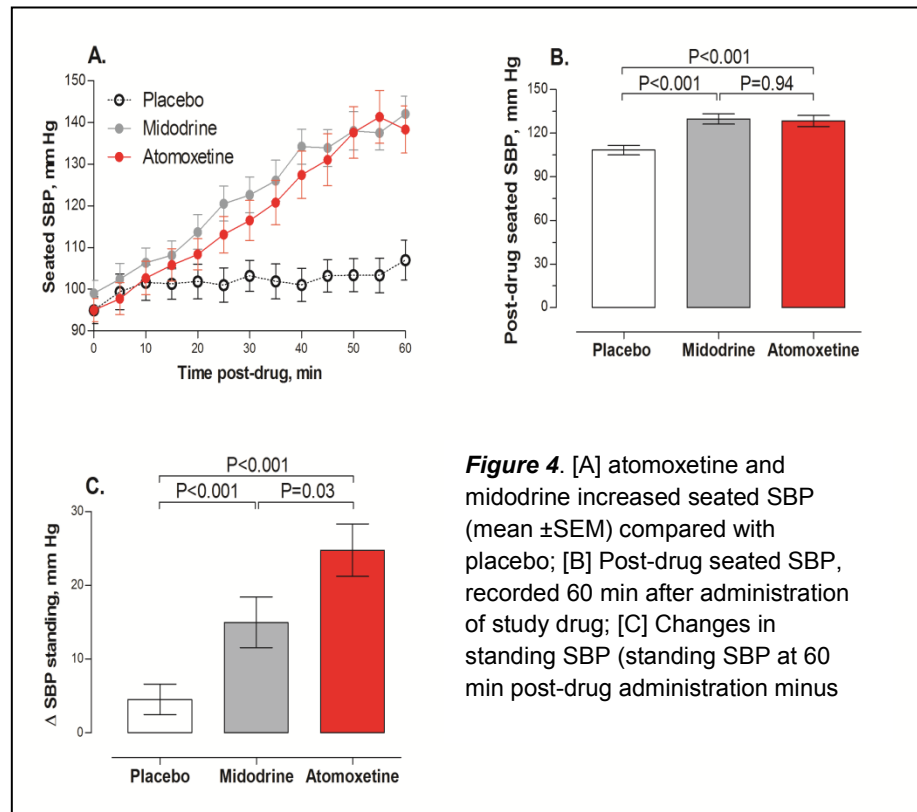 A.
150
140
130
120
110
100
90
Seated SBP, mm Hg
Placebo
Midodrine
Atomoxetine
0 10 20 30 40 50 60
Time post-drug, min
B.
P<0.001
P<0.001 P=0.94
150
120
90
60
30
0
Post-drug seated SBP, mm Hg
Placebo Midodrine Atomoxetine
C.
P<0.001
P<0.001 P=0.03
30
20
10
0
Δ SBP standing, mm Hg
Placebo Midodrine Atomoxetine
Figure 4. [A] atomoxetine and
midodrine increased seated SBP
(mean ±SEM) compared with
placebo; [B] Post-drug seated SBP,
recorded 60 min after administration
of study drug; [C] Changes in
standing SBP (standing SBP at 60
min post-drug administration minus